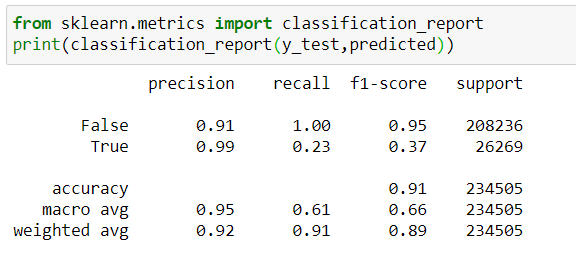 from sklearn.metrics import classification_report
print(classification_report(y_test,predicted))
precision recall f1-score support
False 0.91 1.00 0.95 208236
True 0.99 0.23 0.37 26269
accuracy 0.91 234505
macro avg 0.95 0.61 0.66 234505
weighted avg 0.92 0.91 0.89 234505